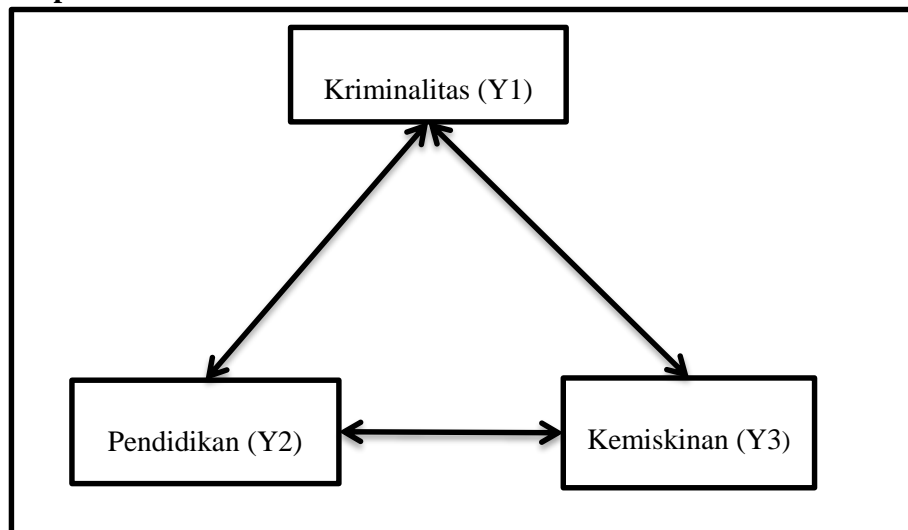 Kriminalitas (Y1)
Pendidikan (Y2)
Kemiskinan (Y3)